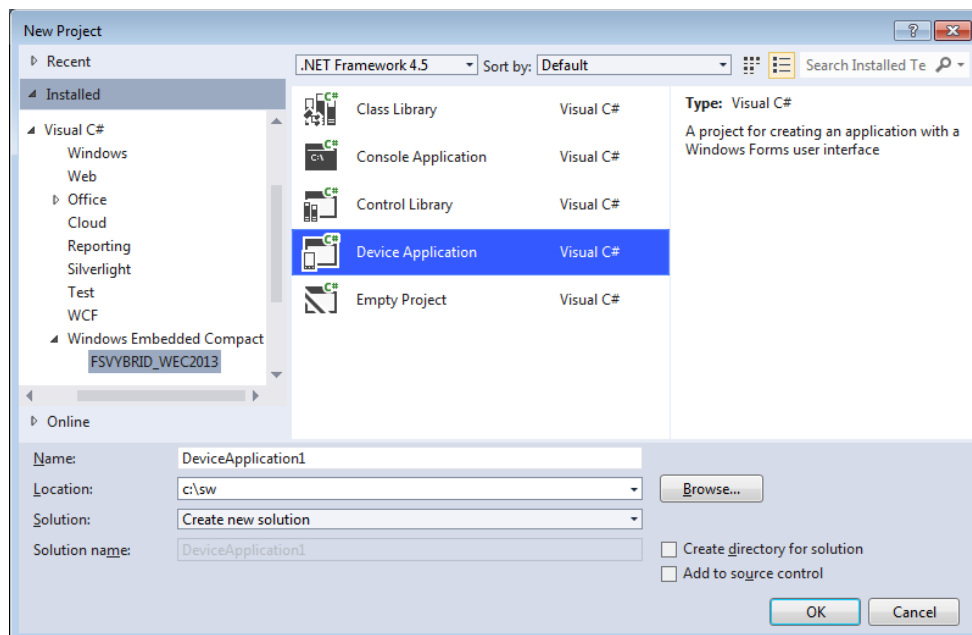 New Project
Recent
.NET Framework 4.5 Sort by: Default Search Installed Te
Installed
Visual C#
Windows
Web
Office
Cloud
Reporting
Silverlight
Test
WCF
Windows Embedded Compact
FSVYBRID_WEC2013
Online
C# Class Library Visual C#
C:\ C# Console Application Visual C#
C# Control Library Visual C#
C# Device Application Visual C#
C# Empty Project Visual C#
Type: Visual C#
A project for creating an application with a
Windows Forms user interface
Name: DeviceApplication1
Location: c:\sw Browse...
Solution: Create new solution
Solution name: DeviceApplication1
Create directory for solution
Add to source control
OK Cancel